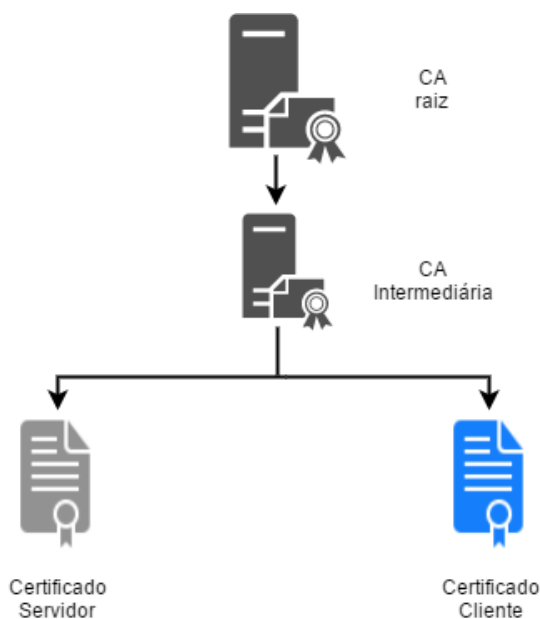 CA
raiz
CA
Intermediária
Certificado
Servidor
Certificado
Cliente